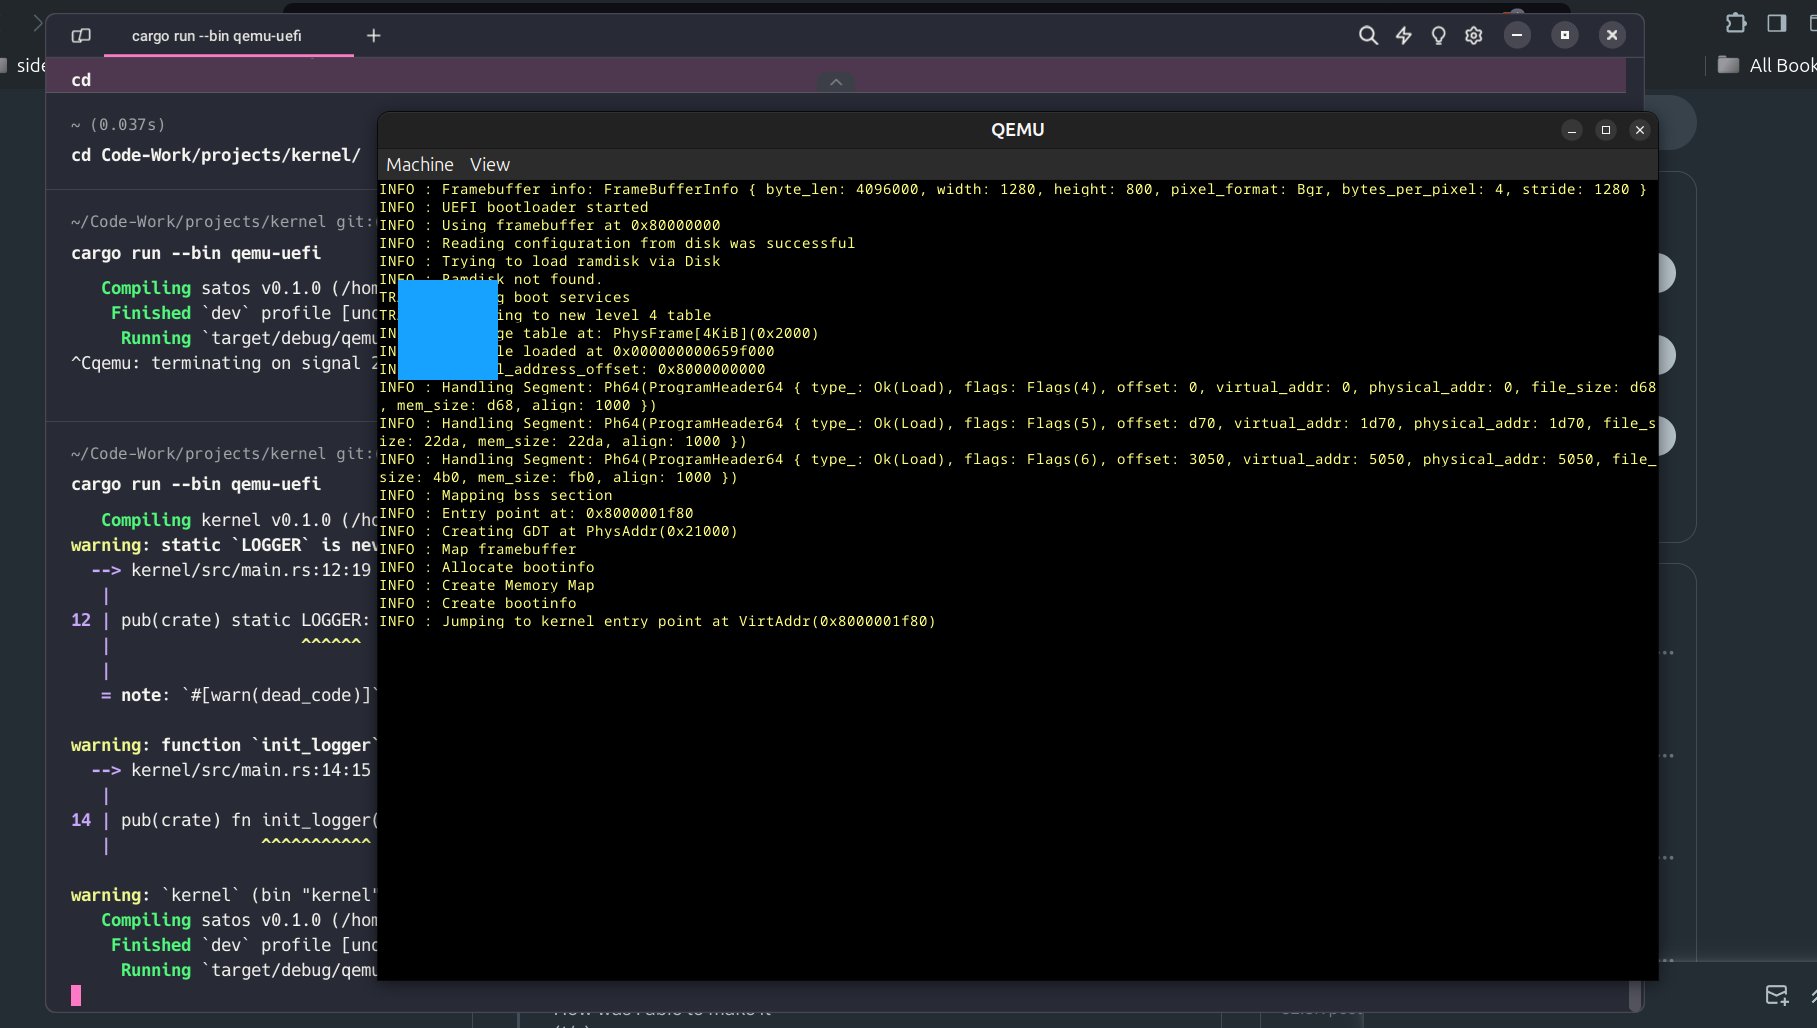 cargo run --bin qemu-uefi
side
All Book
cd
~ (0.037s)
cd Code-Work/projects/kernel/
~/Code-Work/projects/kernel git:
cargo run --bin qemu-uefi
Compiling satos v0.1.0 (/hom
Finished `dev` profile [uno
Running `target/debug/qemu
^Cqemu: terminating on signal 2
~/Code-Work/projects/kernel git:
cargo run --bin qemu-uefi
Compiling kernel v0.1.0 (/ho
warning: static `LOGGER` is nev
--> kernel/src/main.rs:12:19
|
12 | pub(crate) static LOGGER:
| ^^^^^^
|
= note: `#[warn(dead_code)]`
warning: function `init_logger`
--> kernel/src/main.rs:14:15
|
14 | pub(crate) fn init_logger(
| ^^^^^^^^^^^
warning: `kernel` (bin "kernel"
Compiling satos v0.1.0 (/hom
Finished `dev` profile [uno
Running `target/debug/qemu
QEMU
Machine View
INFO : Framebuffer info: FrameBufferInfo { byte_len: 4096000, width: 1280, height: 800, pixel_format: Bgr, bytes_per_pixel: 4, stride: 1280 }
INFO : UEFI bootloader started
INFO : Using framebuffer at 0x80000000
INFO : Reading configuration from disk was successful
INFO : Trying to load ramdisk via Disk
INFO : Ramdisk not found.
TR g boot services
TR ing to new level 4 table
IN ge table at: PhysFrame[4KiB](0x2000)
IN le loaded at 0x000000000659f000
IN l_address_offset: 0x8000000000
INFO : Handling Segment: Ph64(ProgramHeader64 { type_: Ok(Load), flags: Flags(4), offset: 0, virtual_addr: 0, physical_addr: 0, file_size: d68
, mem_size: d68, align: 1000 })
INFO : Handling Segment: Ph64(ProgramHeader64 { type_: Ok(Load), flags: Flags(5), offset: d70, virtual_addr: 1d70, physical_addr: 1d70, file_s
ize: 22da, mem_size: 22da, align: 1000 })
INFO : Handling Segment: Ph64(ProgramHeader64 { type_: Ok(Load), flags: Flags(6), offset: 3050, virtual_addr: 5050, physical_addr: 5050, file_
size: 4b0, mem_size: fb0, align: 1000 })
INFO : Mapping bss section
INFO : Entry point at: 0x8000001f80
INFO : Creating GDT at PhysAddr(0x21000)
INFO : Map framebuffer
INFO : Allocate bootinfo
INFO : Create Memory Map
INFO : Create bootinfo
INFO : Jumping to kernel entry point at VirtAddr(0x8000001f80)